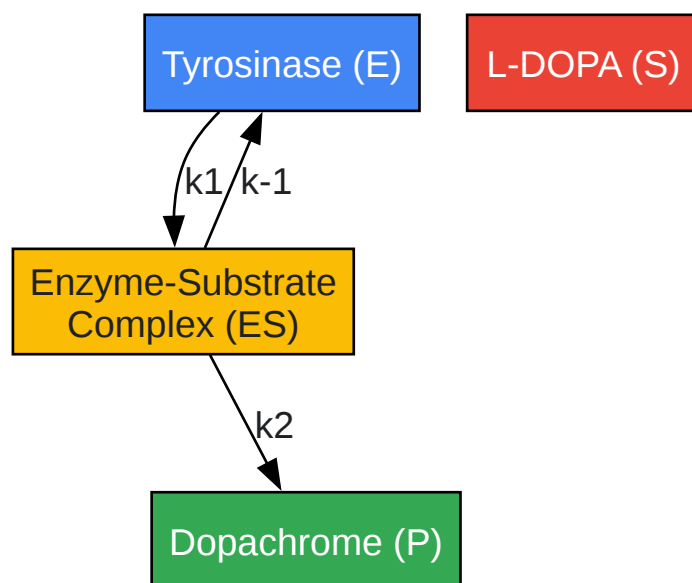 Tyrosinase (E)
L-DOPA (S)
k1
k-1
Enzyme-Substrate
Complex (ES)
k2
Dopachrome (P)